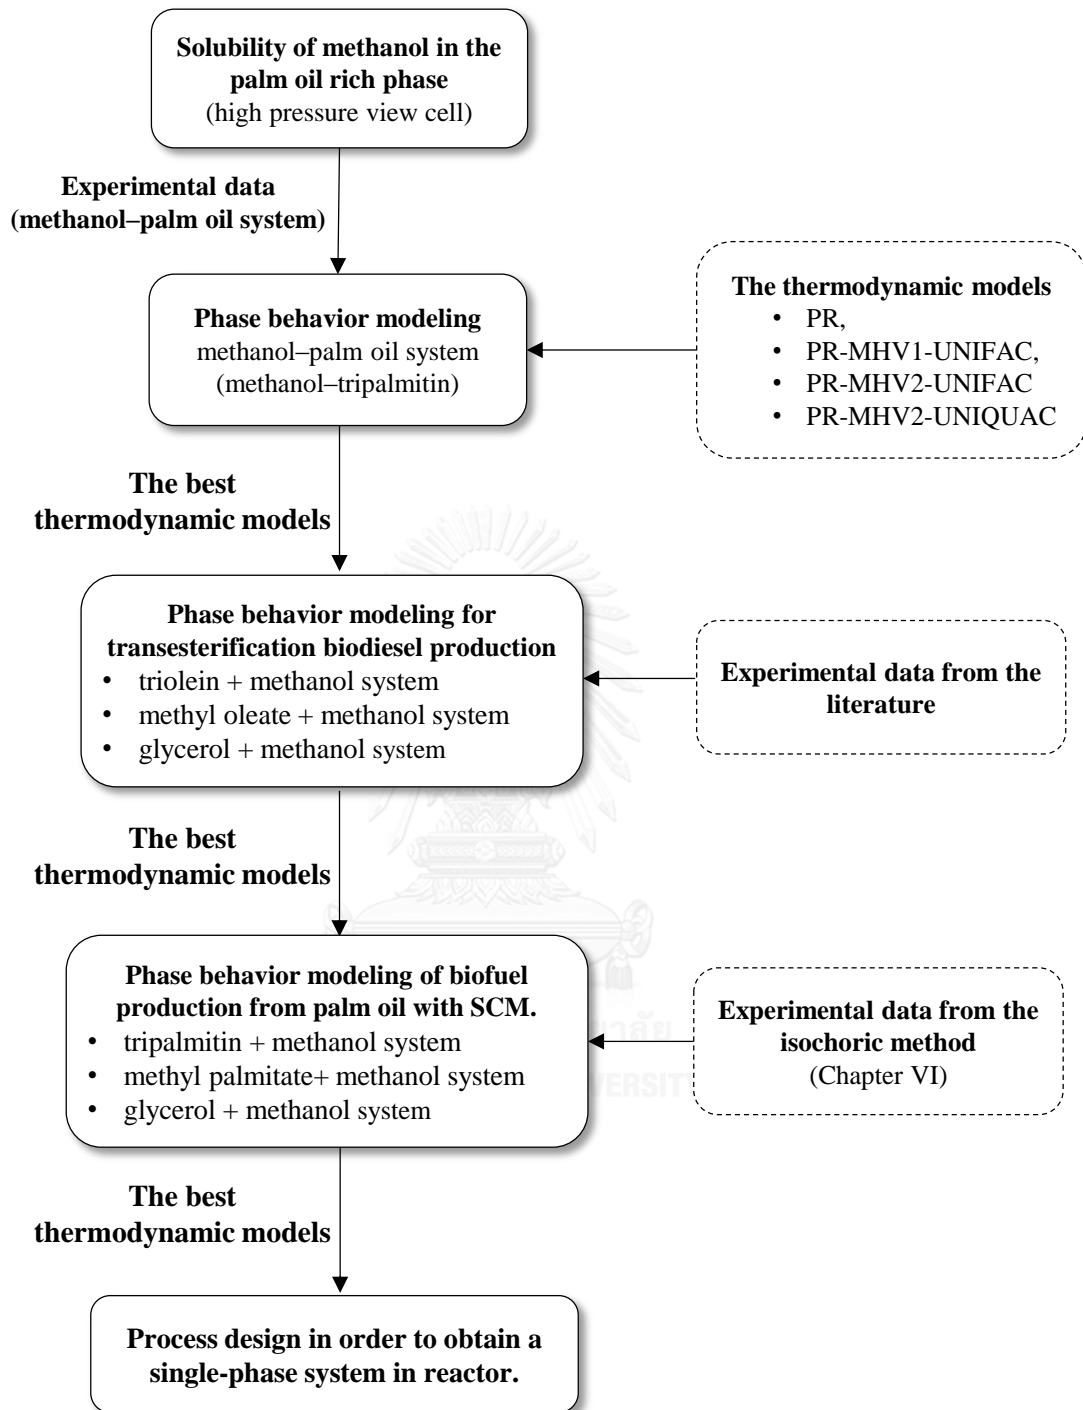 Solubility of methanol in the
palm oil rich phase
(high pressure view cell)
Experimental data
(methanol–palm oil system)
Phase behavior modeling
methanol–palm oil system
(methanol–tripalmitin)
The thermodynamic models
• PR,
• PR-MHV1-UNIFAC,
• PR-MHV2-UNIFAC
• PR-MHV2-UNIQUAC
The best
thermodynamic models
Phase behavior modeling for
transesterification biodiesel production
• triolein + methanol system
• methyl oleate + methanol system
• glycerol + methanol system
Experimental data from the
literature
The best
thermodynamic models
Phase behavior modeling of biofuel
production from palm oil with SCM.
• tripalmitin + methanol system
• methyl palmitate+ methanol system
• glycerol + methanol system
Experimental data from the
isochoric method
(Chapter VI)
The best
thermodynamic models
Process design in order to obtain a
single-phase system in reactor.